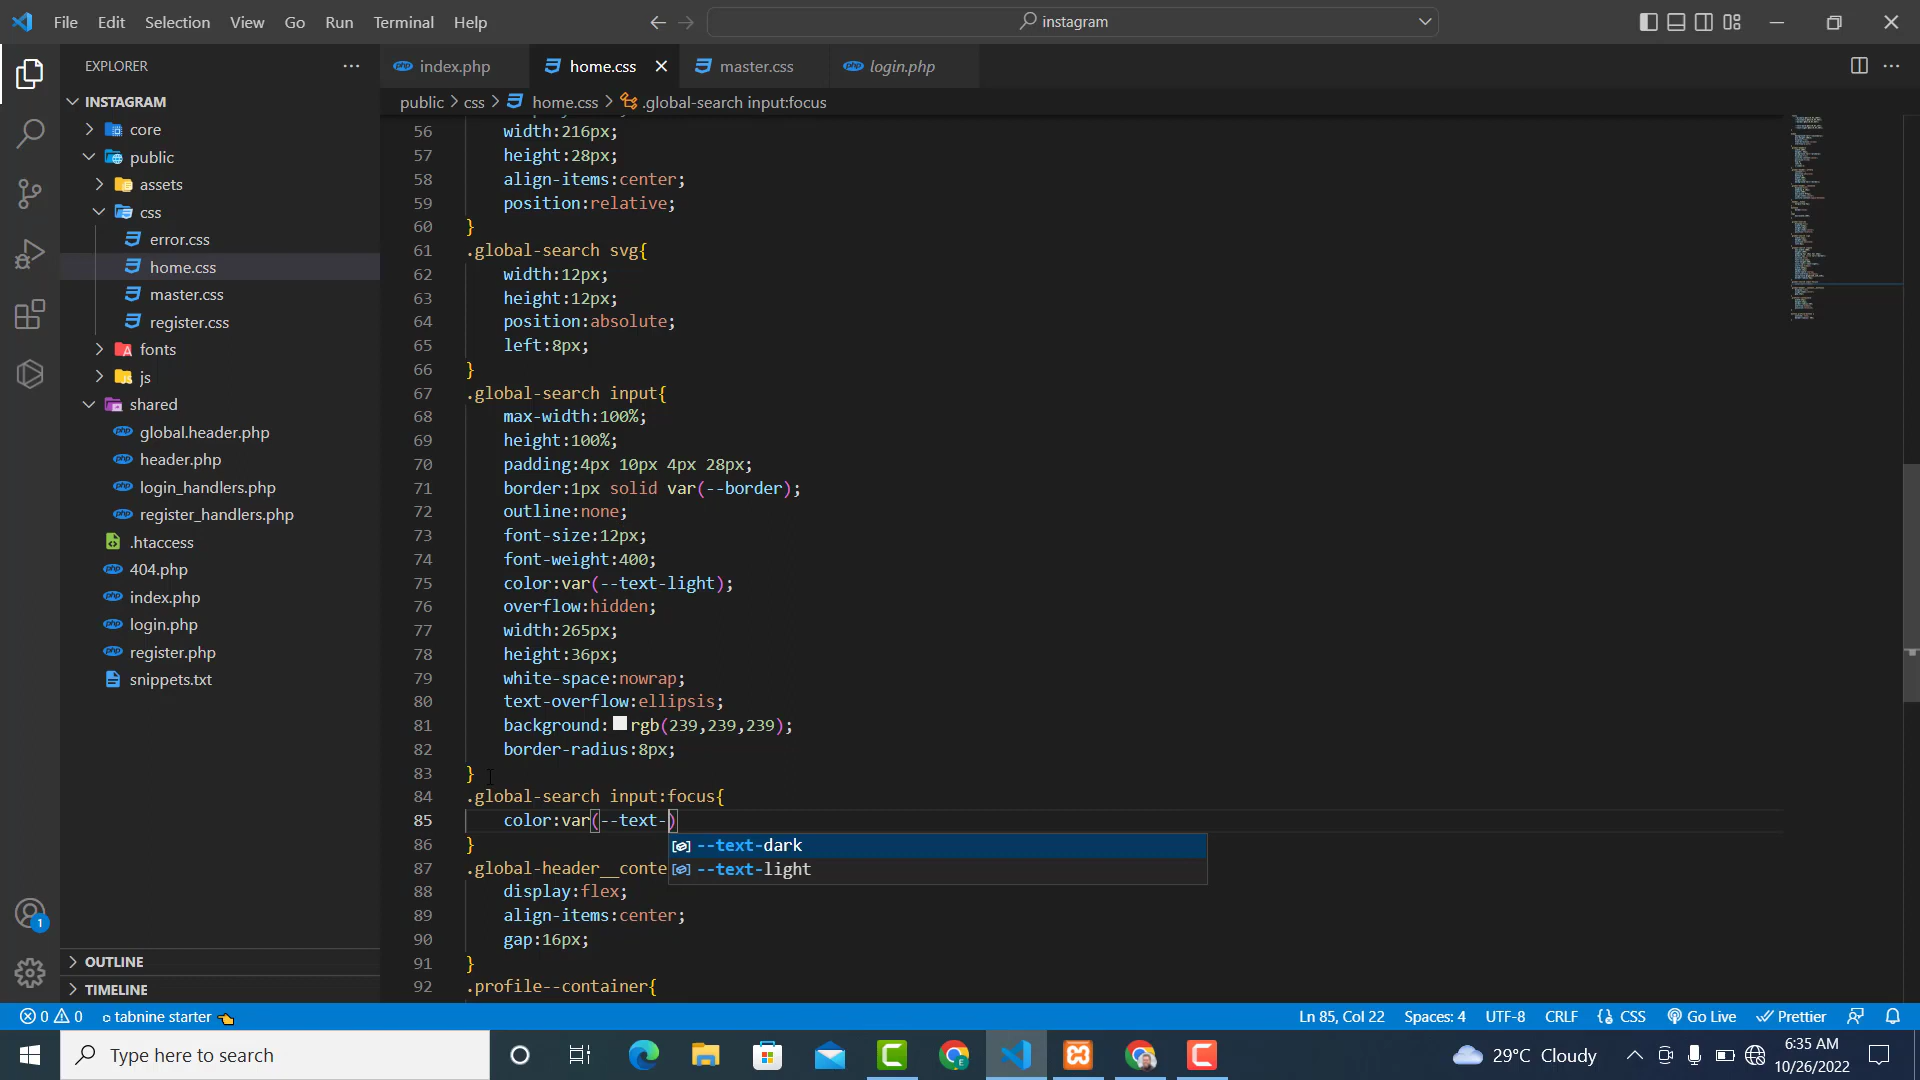 File Edit Selection View Go Run Terminal Help
instagram
EXPLORER
INSTAGRAM
core
public
assets
css
error.css
home.css
master.css
register.css
fonts
js
shared
global.header.php
header.php
login_handlers.php
register_handlers.php
.htaccess
404.php
index.php
login.php
register.php
snippets.txt
OUTLINE
TIMELINE
index.php home.css master.css login.php
public > css > home.css > .global-search input:focus
56 width:216px;
57 height:28px;
58 align-items:center;
59 position:relative;
60 }
61 .global-search svg{
62 width:12px;
63 height:12px;
64 position:absolute;
65 left:8px;
66 }
67 .global-search input{
68 max-width:100%;
69 height:100%;
70 padding:4px 10px 4px 28px;
71 border:1px solid var(--border);
72 outline:none;
73 font-size:12px;
74 font-weight:400;
75 color:var(--text-light);
76 overflow:hidden;
77 width:265px;
78 height:36px;
79 white-space:nowrap;
80 text-overflow:ellipsis;
81 background:rgb(239,239,239);
82 border-radius:8px;
83 }
84 .global-search input:focus{
85 color:var(--text-)
--text-dark
--text-light
86 }
87 .global-header__conte
88 display:flex;
89 align-items:center;
90 gap:16px;
91 }
92 .profile--container{
0 0 tabnine starter
Ln 85, Col 22 Spaces: 4 UTF-8 CRLF CSS Go Live Prettier
1
Type here to search
29°C Cloudy
6:35 AM
10/26/2022